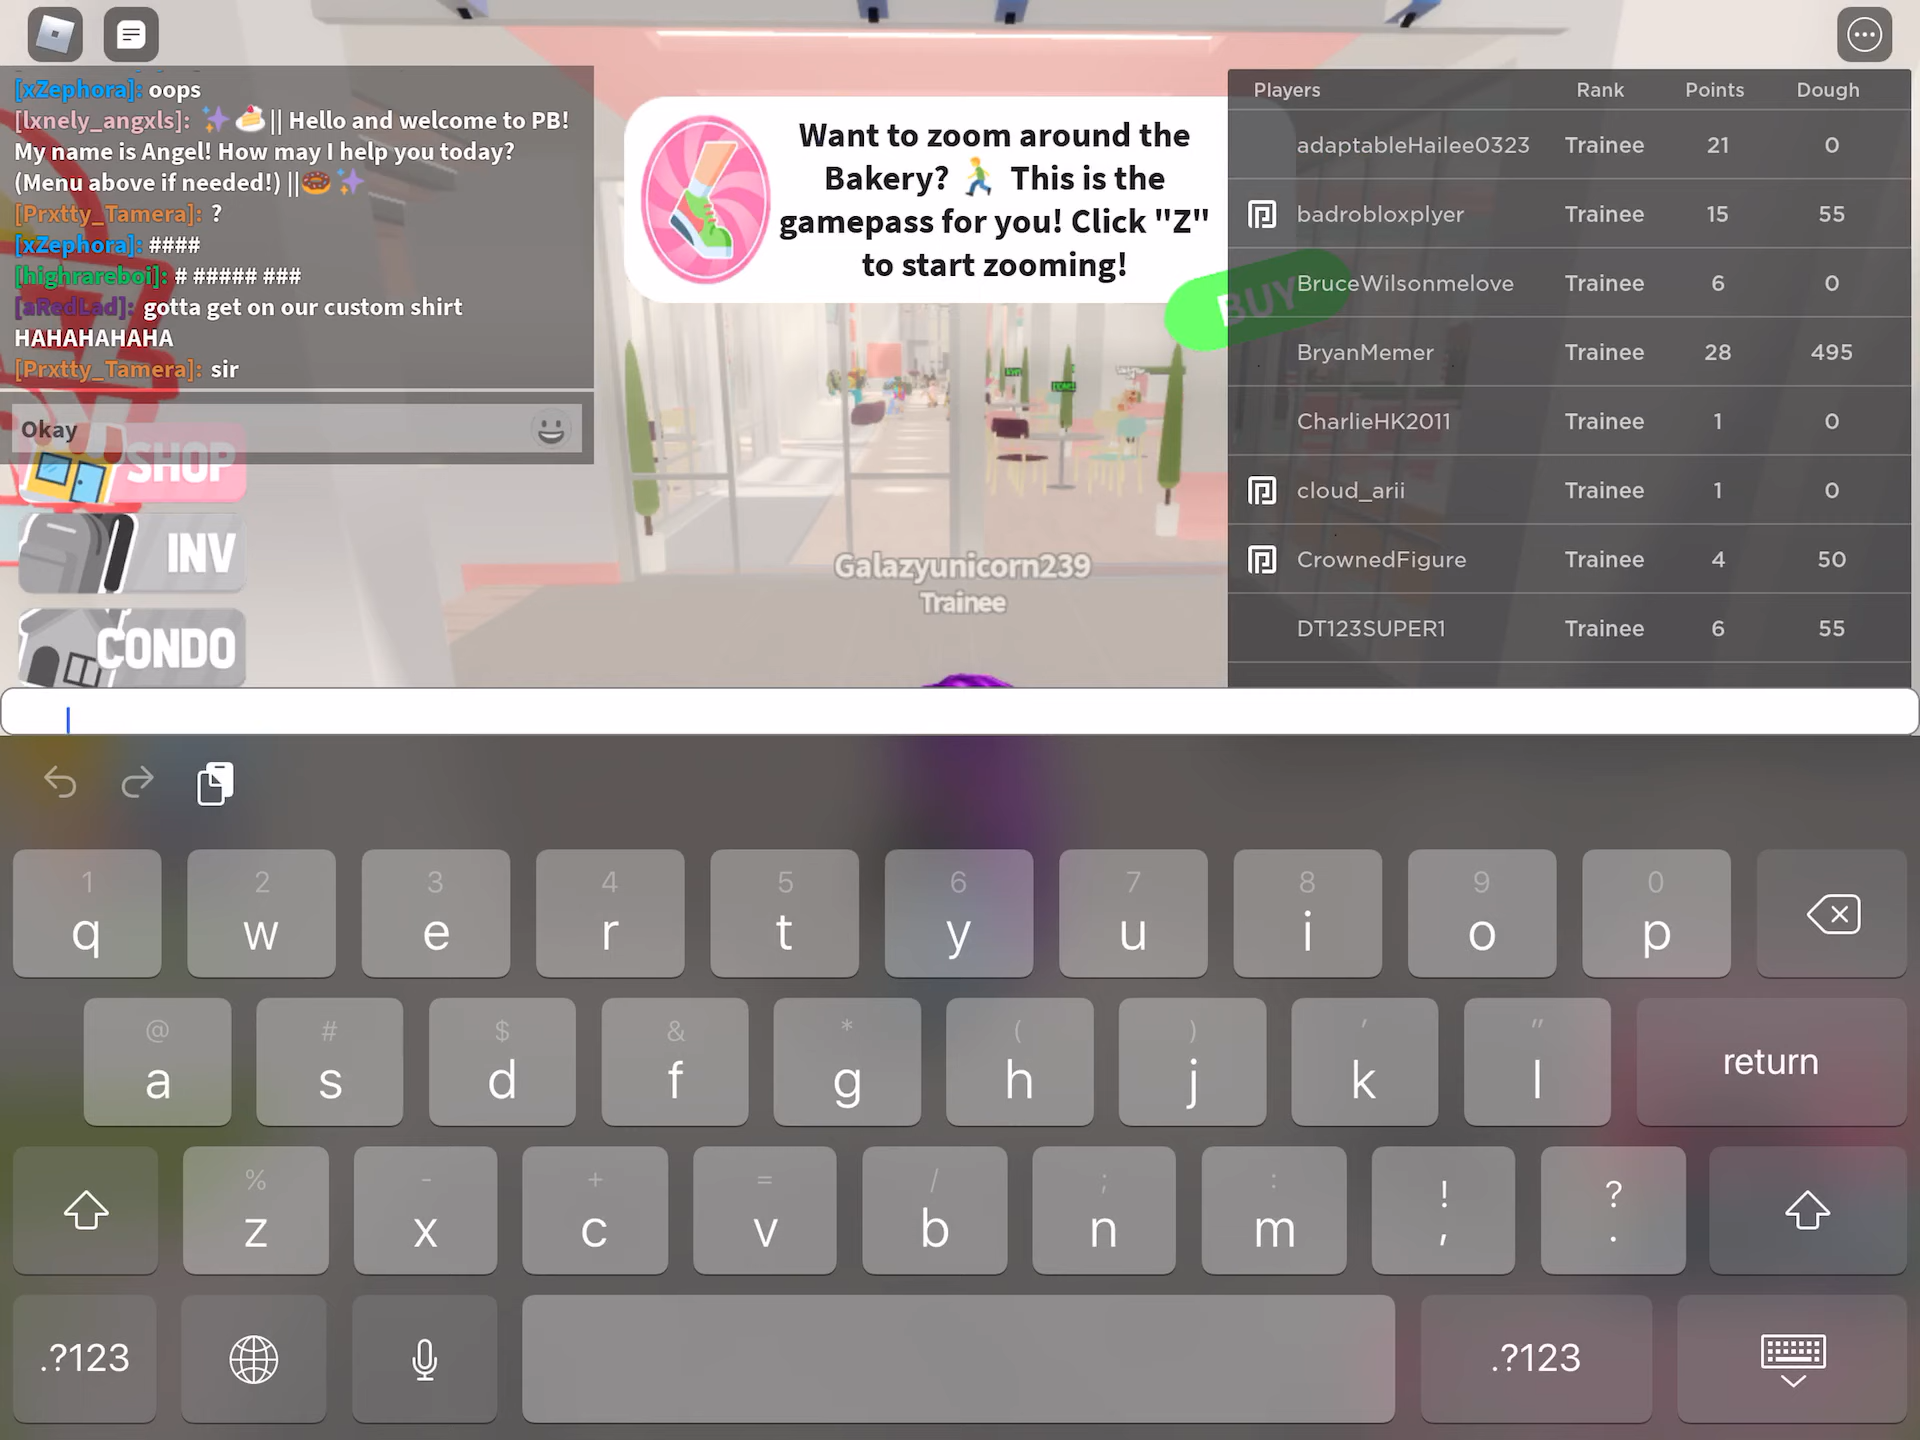 [xZephora]: oops
[lxnely_angxls]: ✨🍰|| Hello and welcome to PB!
My name is Angel! How may I help you today?
(Menu above if needed!) ||🍩✨
[Prxtty_Tamera]: ?
[xZephora]: ####
[highrareboi]: # ##### ###
[aRedLad]: gotta get on our custom shirt
HAHAHAHAHA
[Prxtty_Tamera]: sir
Okay
SHOP
INV
CONDO
Want to zoom around the
Bakery? 🏃 This is the
gamepass for you! Click "Z"
to start zooming!
BUY
Galazyunicorn239
Trainee
Players Rank Points Dough
adaptableHailee0323 Trainee 21 0
badrobloxplyer Trainee 15 55
BruceWilsonmelove Trainee 6 0
BryanMemer Trainee 28 495
CharlieHK2011 Trainee 1 0
cloud_arii Trainee 1 0
CrownedFigure Trainee 4 50
DT123SUPER1 Trainee 6 55
1 2 3 4 5 6 7 8 9 0
q w e r t y u i o p
@ # $ & * ( ) ' "
a s d f g h j k l return
% - + = / ; : ! ?
z x c v b n m , .
.?123 .?123